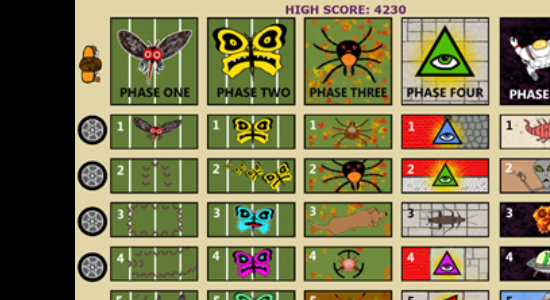 HIGH SCORE: 4230
PHASE ONE PHASE TWO PHASE THREE PHASE FOUR PHASE
1 1 1 1 1
2 2 2 2 2
3 3 3 3 3
4 4 4 4 4